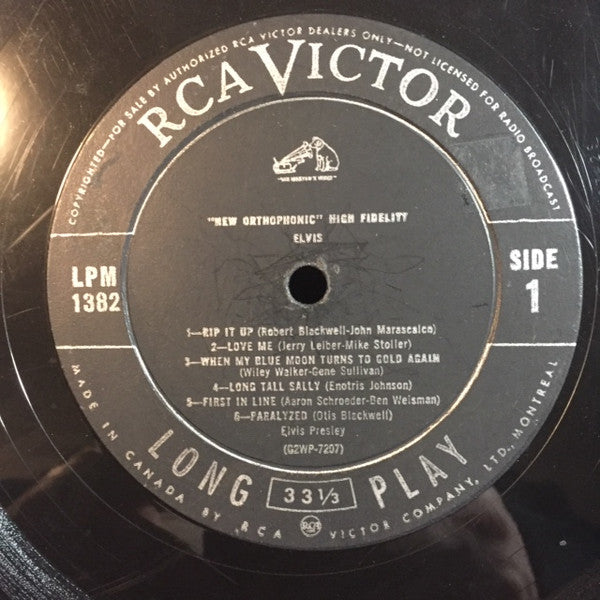 COPYRIGHTED—FOR SALE BY AUTHORIZED RCA VICTOR DEALERS ONLY—NOT LICENSED FOR RADIO BROADCAST
RCA VICTOR
"HIS MASTER'S VOICE"
"NEW ORTHOPHONIC" HIGH FIDELITY
ELVIS
LPM
1382
SIDE
1
1—RIP IT UP (Robert Blackwell-John Marascalco)
2—LOVE ME (Jerry Leiber-Mike Stoller)
3—WHEN MY BLUE MOON TURNS TO GOLD AGAIN
(Wiley Walker-Gene Sullivan)
4—LONG TALL SALLY (Enotris Johnson)
5—FIRST IN LINE (Aaron Schroeder-Ben Weisman)
6—PARALYZED (Otis Blackwell)
Elvis Presley
(G2WP-7207)
LONG 33⅓ PLAY
MADE IN CANADA BY RCA RCA VICTOR COMPANY, LTD., MONTREAL